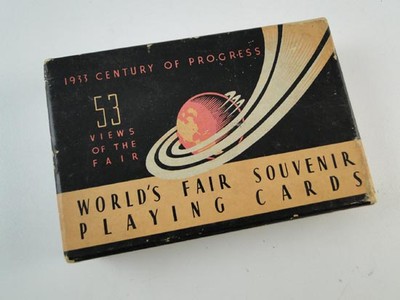 1933 CENTURY OF PROGRESS
53
VIEWS
OF THE
FAIR
WORLD'S FAIR SOUVENIR
PLAYING CARDS